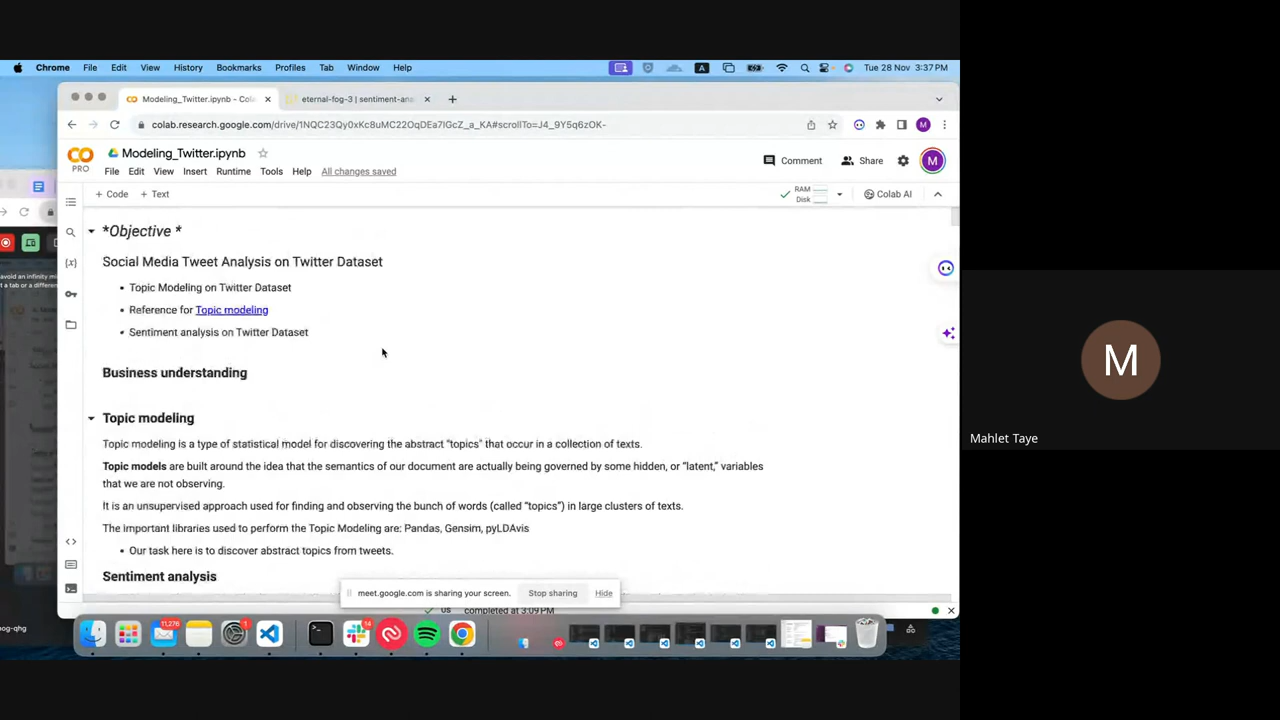 Chrome File Edit View History Bookmarks Profiles Tab Window Help A Tue 28 Nov 3:37 PM
Modeling_Twitter.ipynb - Cola eternal-fog-3 | sentiment-ana
colab.research.google.com/drive/1NQC23Qy0xKc8uMC22OqDEa7lGcZ_a_KA#scrollTo=J4_9Y5q6zOK- M
Modeling_Twitter.ipynb Comment Share M
PRO File Edit View Insert Runtime Tools Help All changes saved
+ Code + Text RAM Disk Colab AI
*Objective *
Social Media Tweet Analysis on Twitter Dataset
• Topic Modeling on Twitter Dataset
• Reference for Topic modeling
• Sentiment analysis on Twitter Dataset
Business understanding
Topic modeling
Topic modeling is a type of statistical model for discovering the abstract “topics” that occur in a collection of texts.
Topic models are built around the idea that the semantics of our document are actually being governed by some hidden, or “latent,” variables
that we are not observing.
It is an unsupervised approach used for finding and observing the bunch of words (called “topics”) in large clusters of texts.
The important libraries used to perform the Topic Modeling are: Pandas, Gensim, pyLDAvis
• Our task here is to discover abstract topics from tweets.
Sentiment analysis
meet.google.com is sharing your screen. Stop sharing Hide
completed at 3:09 PM
11,276 1 14
M
Mahlet Taye